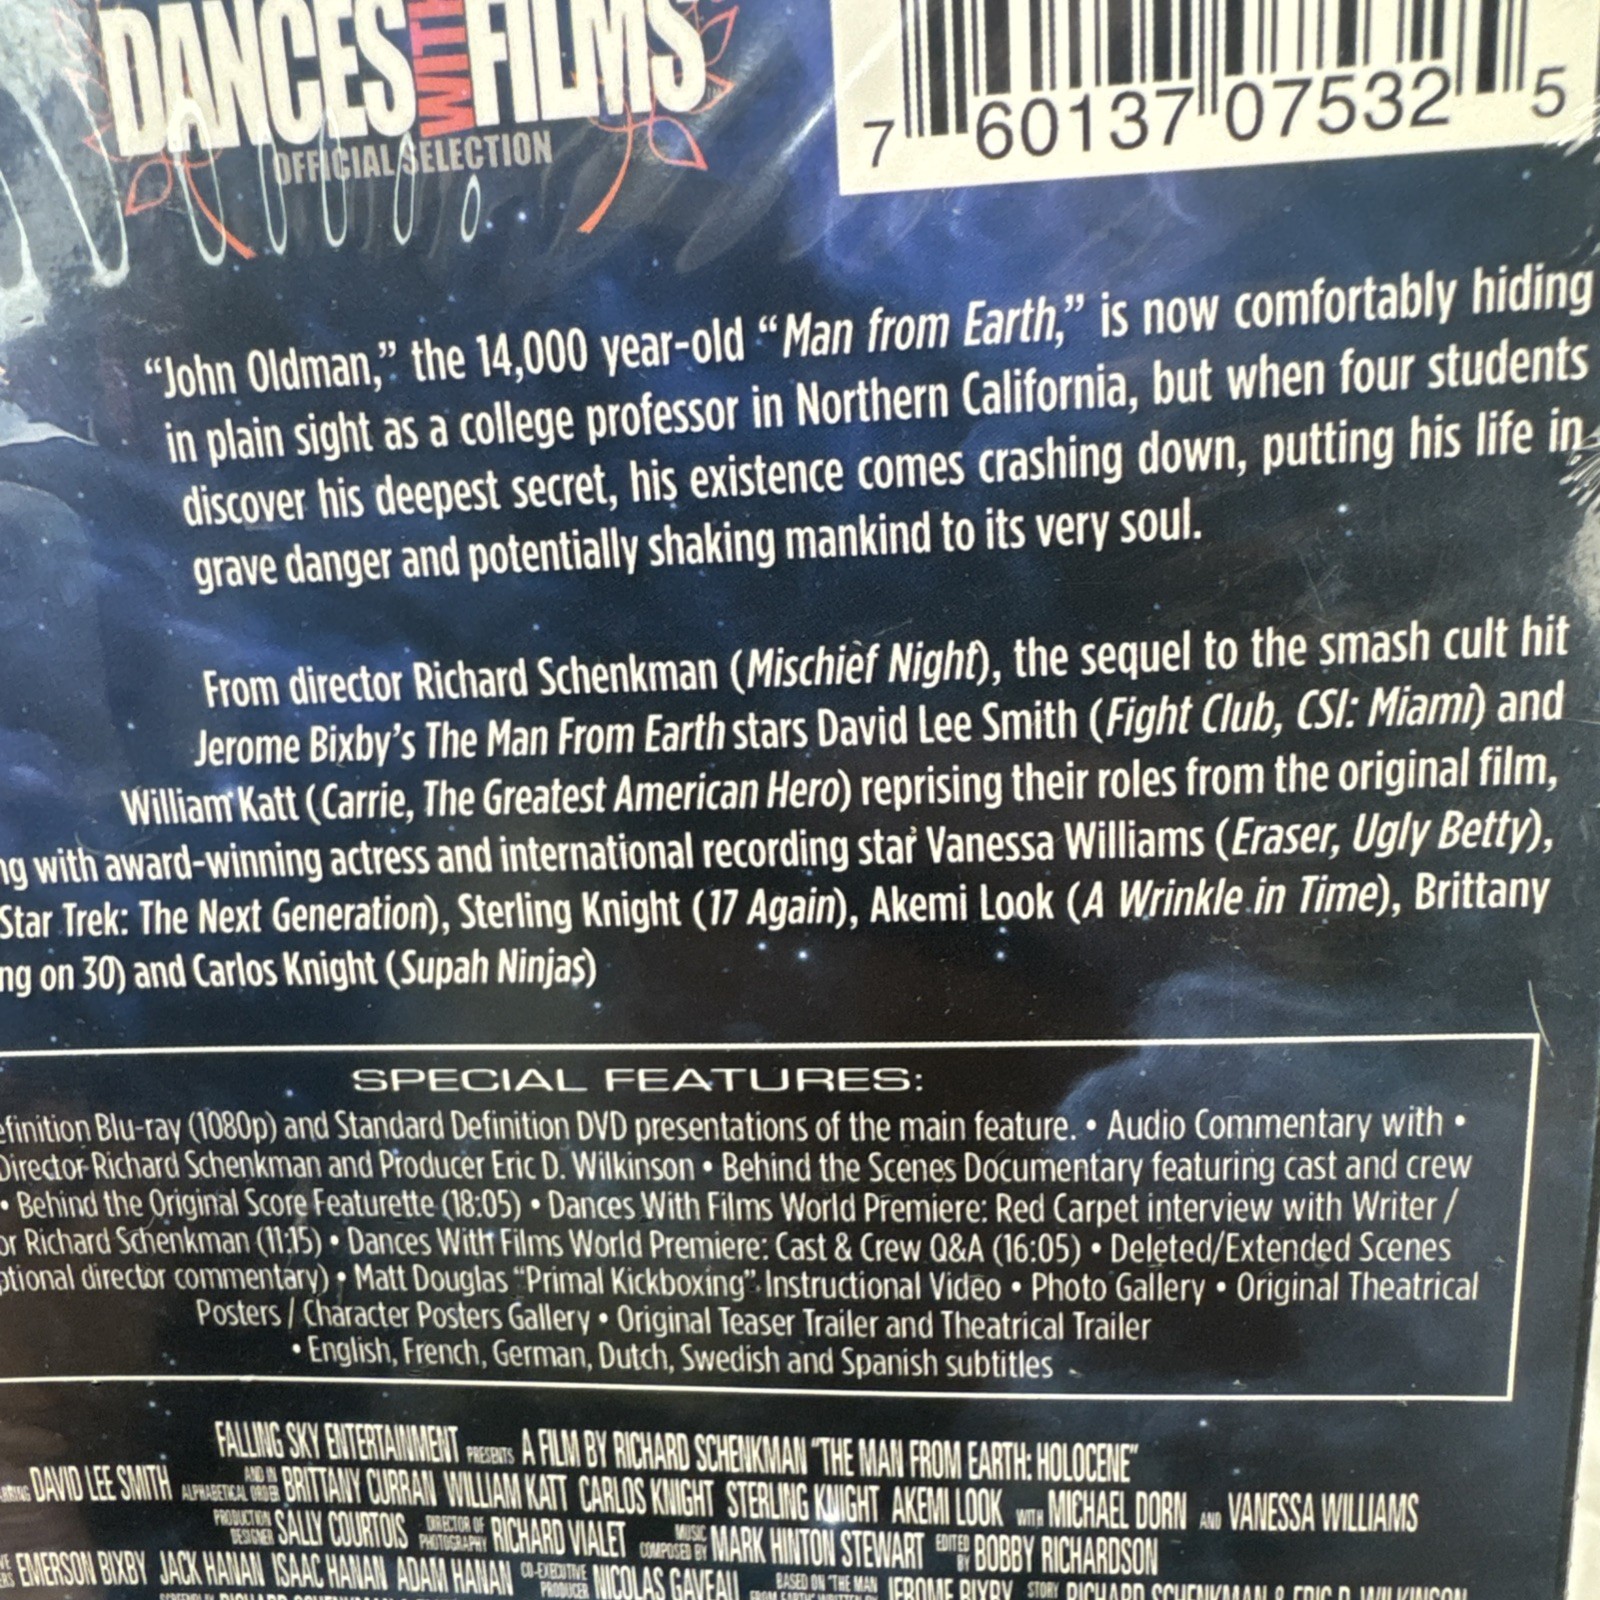 DANCES WITH FILMS
OFFICIAL SELECTION
7 60137 07532 5
“John Oldman,” the 14,000 year-old “Man from Earth,” is now comfortably hiding
in plain sight as a college professor in Northern California, but when four students
discover his deepest secret, his existence comes crashing down, putting his life in
grave danger and potentially shaking mankind to its very soul.
From director Richard Schenkman (Mischief Night), the sequel to the smash cult hit
Jerome Bixby’s The Man From Earth stars David Lee Smith (Fight Club, CSI: Miami) and
William Katt (Carrie, The Greatest American Hero) reprising their roles from the original film,
ng with award-winning actress and international recording star Vanessa Williams (Eraser, Ugly Betty),
Star Trek: The Next Generation), Sterling Knight (17 Again), Akemi Look (A Wrinkle in Time), Brittany
ng on 30) and Carlos Knight (Supah Ninjas)
SPECIAL FEATURES:
efinition Blu-ray (1080p) and Standard Definition DVD presentations of the main feature. • Audio Commentary with •
Director Richard Schenkman and Producer Eric D. Wilkinson • Behind the Scenes Documentary featuring cast and crew
• Behind the Original Score Featurette (18:05) • Dances With Films World Premiere: Red Carpet interview with Writer /
or Richard Schenkman (11:15) • Dances With Films World Premiere: Cast & Crew Q&A (16:05) • Deleted/Extended Scenes
ptional director commentary) • Matt Douglas “Primal Kickboxing” Instructional Video • Photo Gallery • Original Theatrical
Posters / Character Posters Gallery • Original Teaser Trailer and Theatrical Trailer
• English, French, German, Dutch, Swedish and Spanish subtitles
FALLING SKY ENTERTAINMENT PRESENTS A FILM BY RICHARD SCHENKMAN "THE MAN FROM EARTH: HOLOCENE"
DAVID LEE SMITH AND IN ALPHABETICAL ORDER BRITTANY CURRAN WILLIAM KATT CARLOS KNIGHT STERLING KNIGHT AKEMI LOOK WITH MICHAEL DORN AND VANESSA WILLIAMS
PRODUCTION DESIGNER SALLY COURTOIS DIRECTOR OF PHOTOGRAPHY RICHARD VIALET MUSIC COMPOSED BY MARK HINTON STEWART EDITED BY BOBBY RICHARDSON
EMERSON BIXBY JACK HANAN ISAAC HANAN ADAM HANAN CO-EXECUTIVE PRODUCER NICOLAS GAVEAU BASED ON "THE MAN FROM EARTH" WRITTEN BY JEROME BIXBY STORY RICHARD SCHENKMAN & ERIC D. WILKINSON